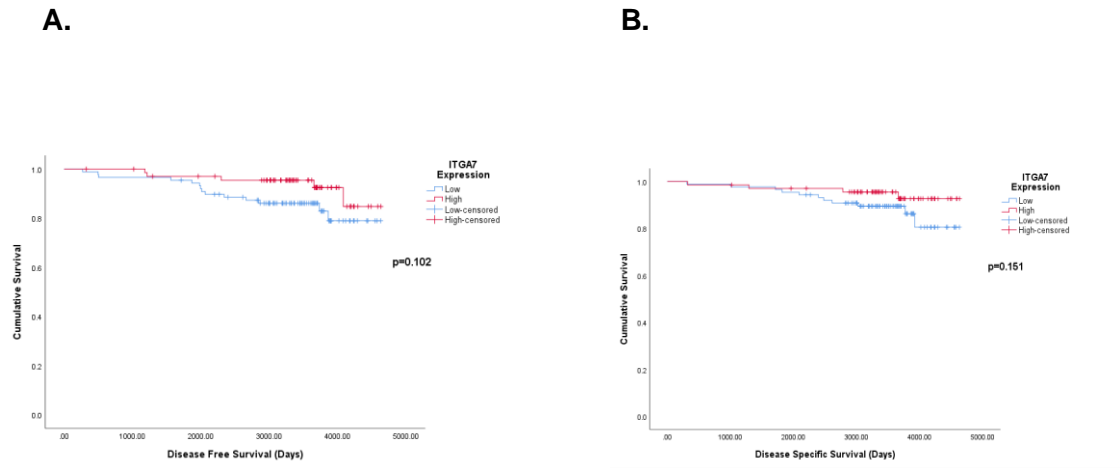 A.
ITGA7
Expression
Low
High
Low-censored
High-censored
p=0.102
Cumulative Survival
1.0
0.8
0.6
0.4
0.2
0.0
.00 1000.00 2000.00 3000.00 4000.00 5000.00
Disease Free Survival (Days)
B.
ITGA7
Expression
Low
High
Low-censored
High-censored
p=0.151
Cumulative Survival
1.0
0.8
0.6
0.4
0.2
0.0
.00 1000.00 2000.00 3000.00 4000.00 5000.00
Disease Specific Survival (Days)